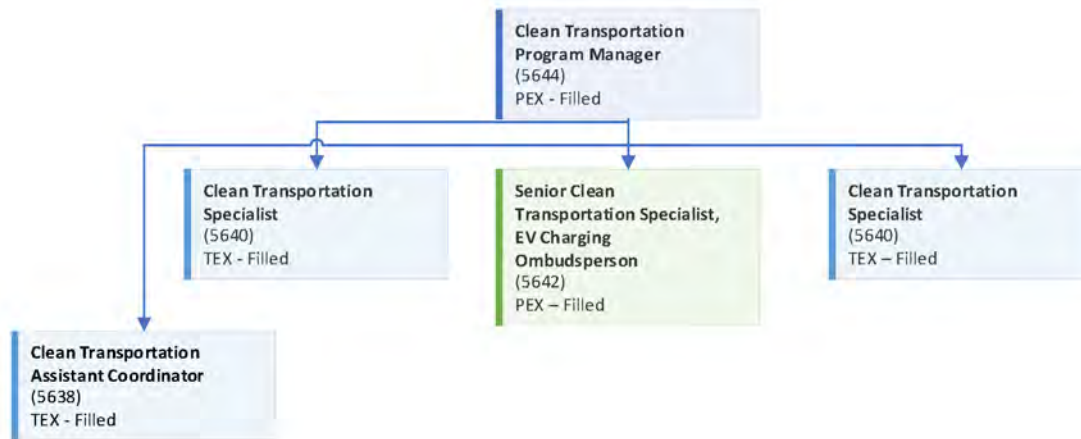 Clean Transportation
Program Manager
(5644)
PEX - Filled
Clean Transportation
Specialist
(5640)
TEX - Filled
Senior Clean
Transportation Specialist,
EV Charging
Ombudsperson
(5642)
PEX – Filled
Clean Transportation
Specialist
(5640)
TEX – Filled
Clean Transportation
Assistant Coordinator
(5638)
TEX - Filled